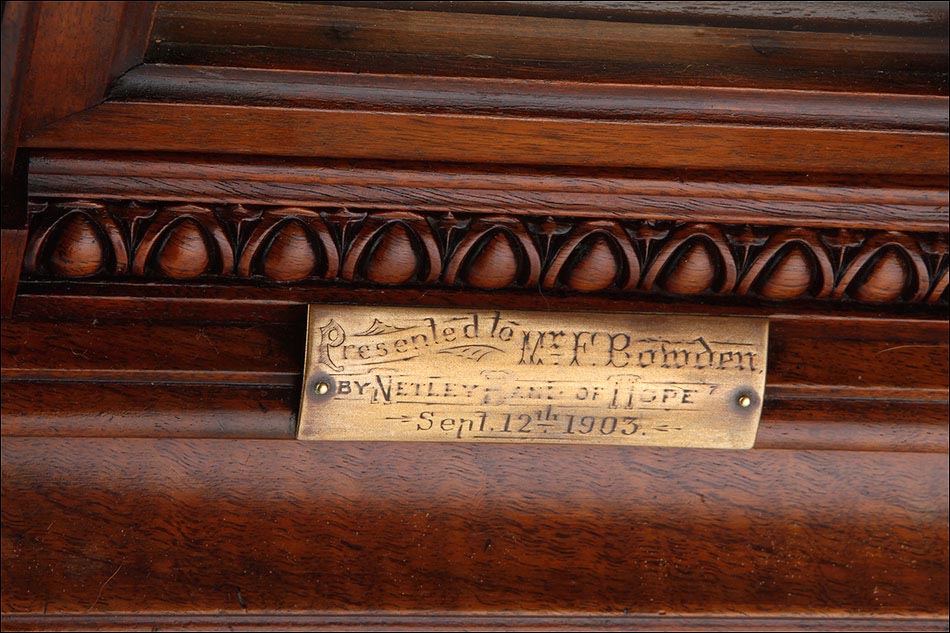 Presented to Mr. F. Bowden
BY NETLEY BAND OF HOPE
Sept. 12th 1903.